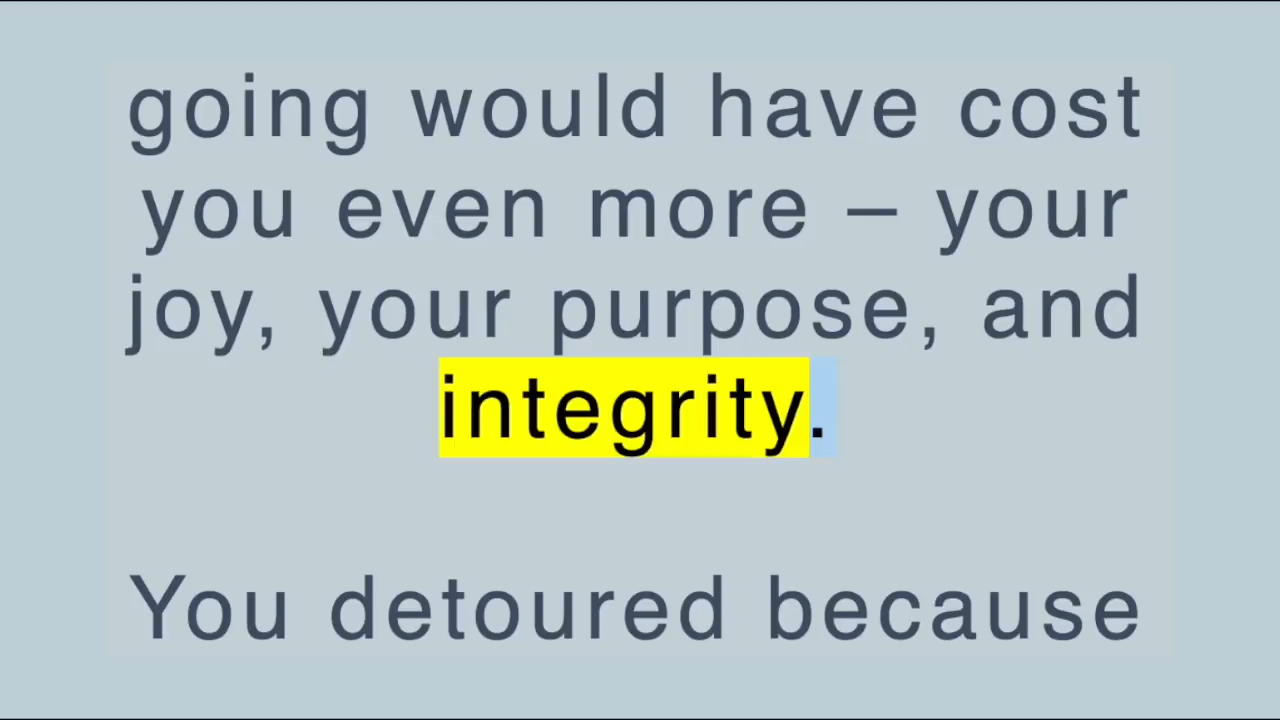 going would have cost
you even more – your
joy, your purpose, and
integrity.
You detoured because